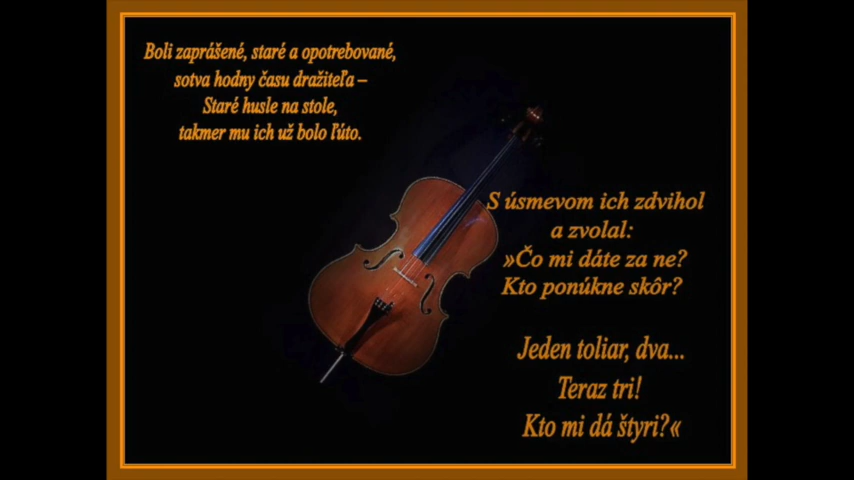 Boli zaprášené, staré a opotrebované,
sotva hodny času dražiteľa –
Staré husle na stole,
takmer mu ich už bolo ľúto.
S úsmevom ich zdvihol
a zvolal:
»Čo mi dáte za ne?
Kto ponúkne skôr?
Jeden toliar, dva...
Teraz tri!
Kto mi dá štyri?«